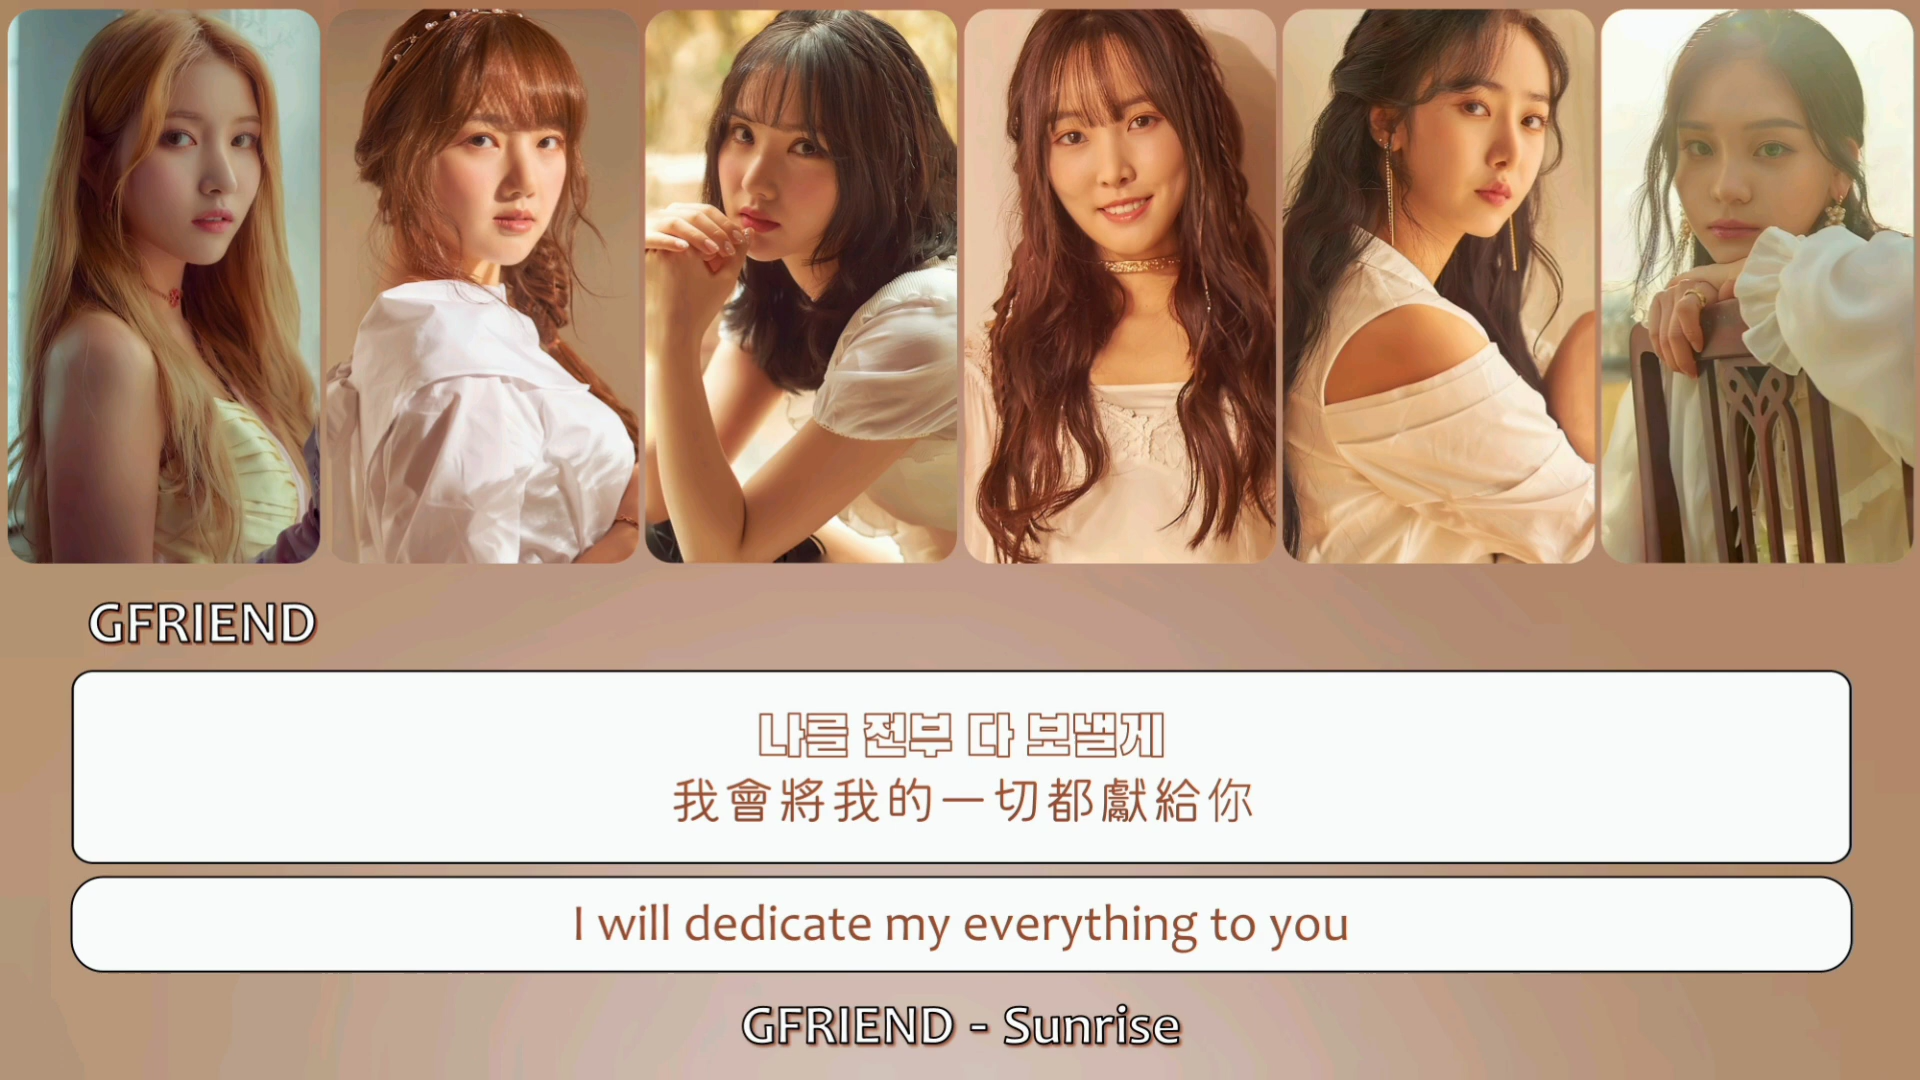 GFRIEND
나를 전부 다 보낼게
我會將我的一切都獻給你
I will dedicate my everything to you
GFRIEND - Sunrise